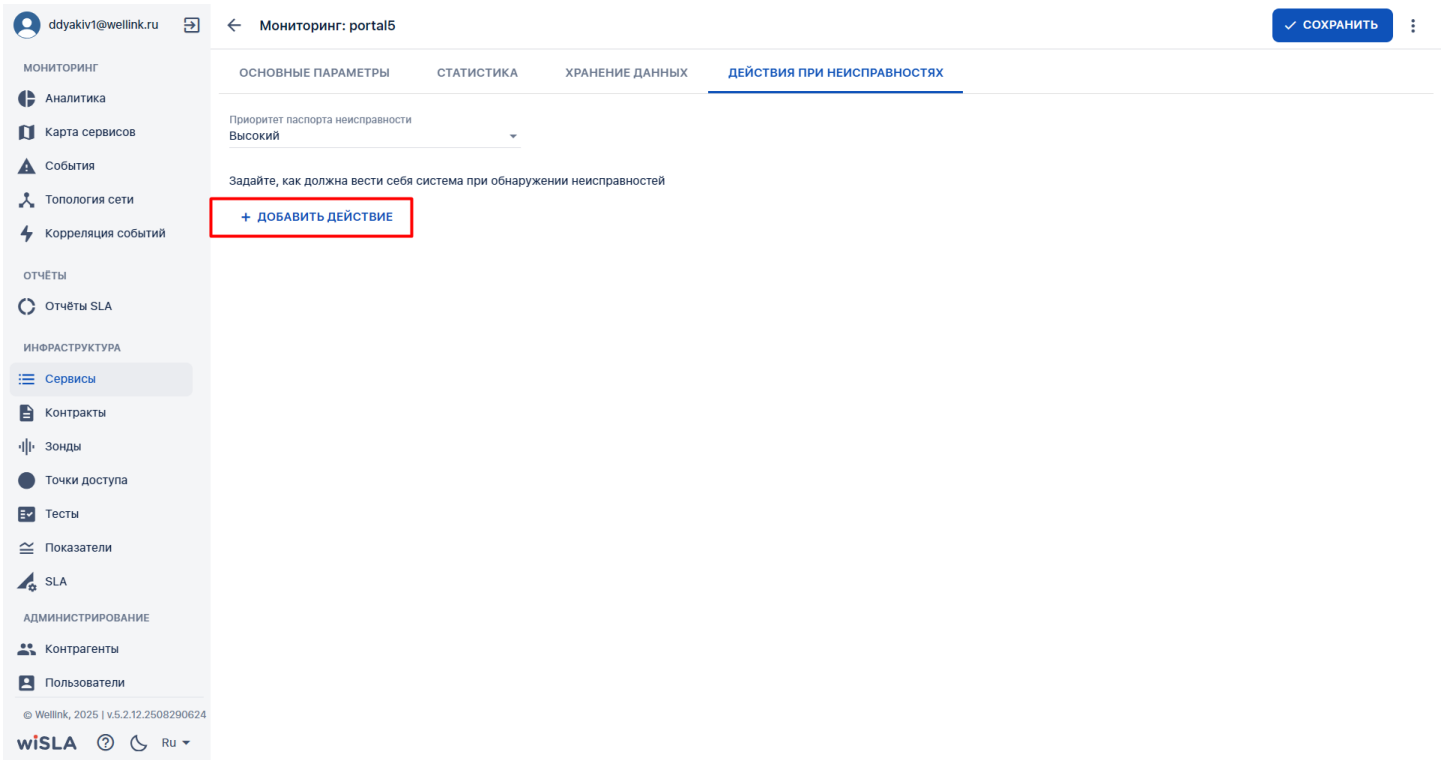 ddyakiv1@wellink.ru
Мониторинг: portal5
СОХРАНИТЬ
МОНИТОРИНГ
Аналитика
Карта сервисов
События
Топология сети
Корреляция событий
ОТЧЁТЫ
Отчёты SLA
ИНФРАСТРУКТУРА
Сервисы
Контракты
Зонды
Точки доступа
Тесты
Показатели
SLA
АДМИНИСТРИРОВАНИЕ
Контрагенты
Пользователи
© Wellink, 2025 | v.5.2.12.2508290624
wiSLA
Ru
ОСНОВНЫЕ ПАРАМЕТРЫ
СТАТИСТИКА
ХРАНЕНИЕ ДАННЫХ
ДЕЙСТВИЯ ПРИ НЕИСПРАВНОСТЯХ
Приоритет паспорта неисправности
Высокий
Задайте, как должна вести себя система при обнаружении неисправностей
+ ДОБАВИТЬ ДЕЙСТВИЕ